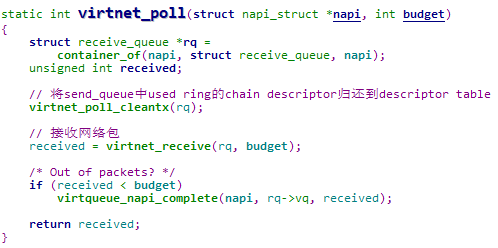 static int virtnet_poll(struct napi_struct *napi, int budget)
{
    struct receive_queue *rq =
        container_of(napi, struct receive_queue, napi);
    unsigned int received;

    // 将send_queue中used ring的chain descriptor归还到descriptor table
    virtnet_poll_cleantx(rq);

    // 接收网络包
    received = virtnet_receive(rq, budget);

    /* Out of packets? */
    if (received < budget)
        virtqueue_napi_complete(napi, rq->vq, received);

    return received;
}